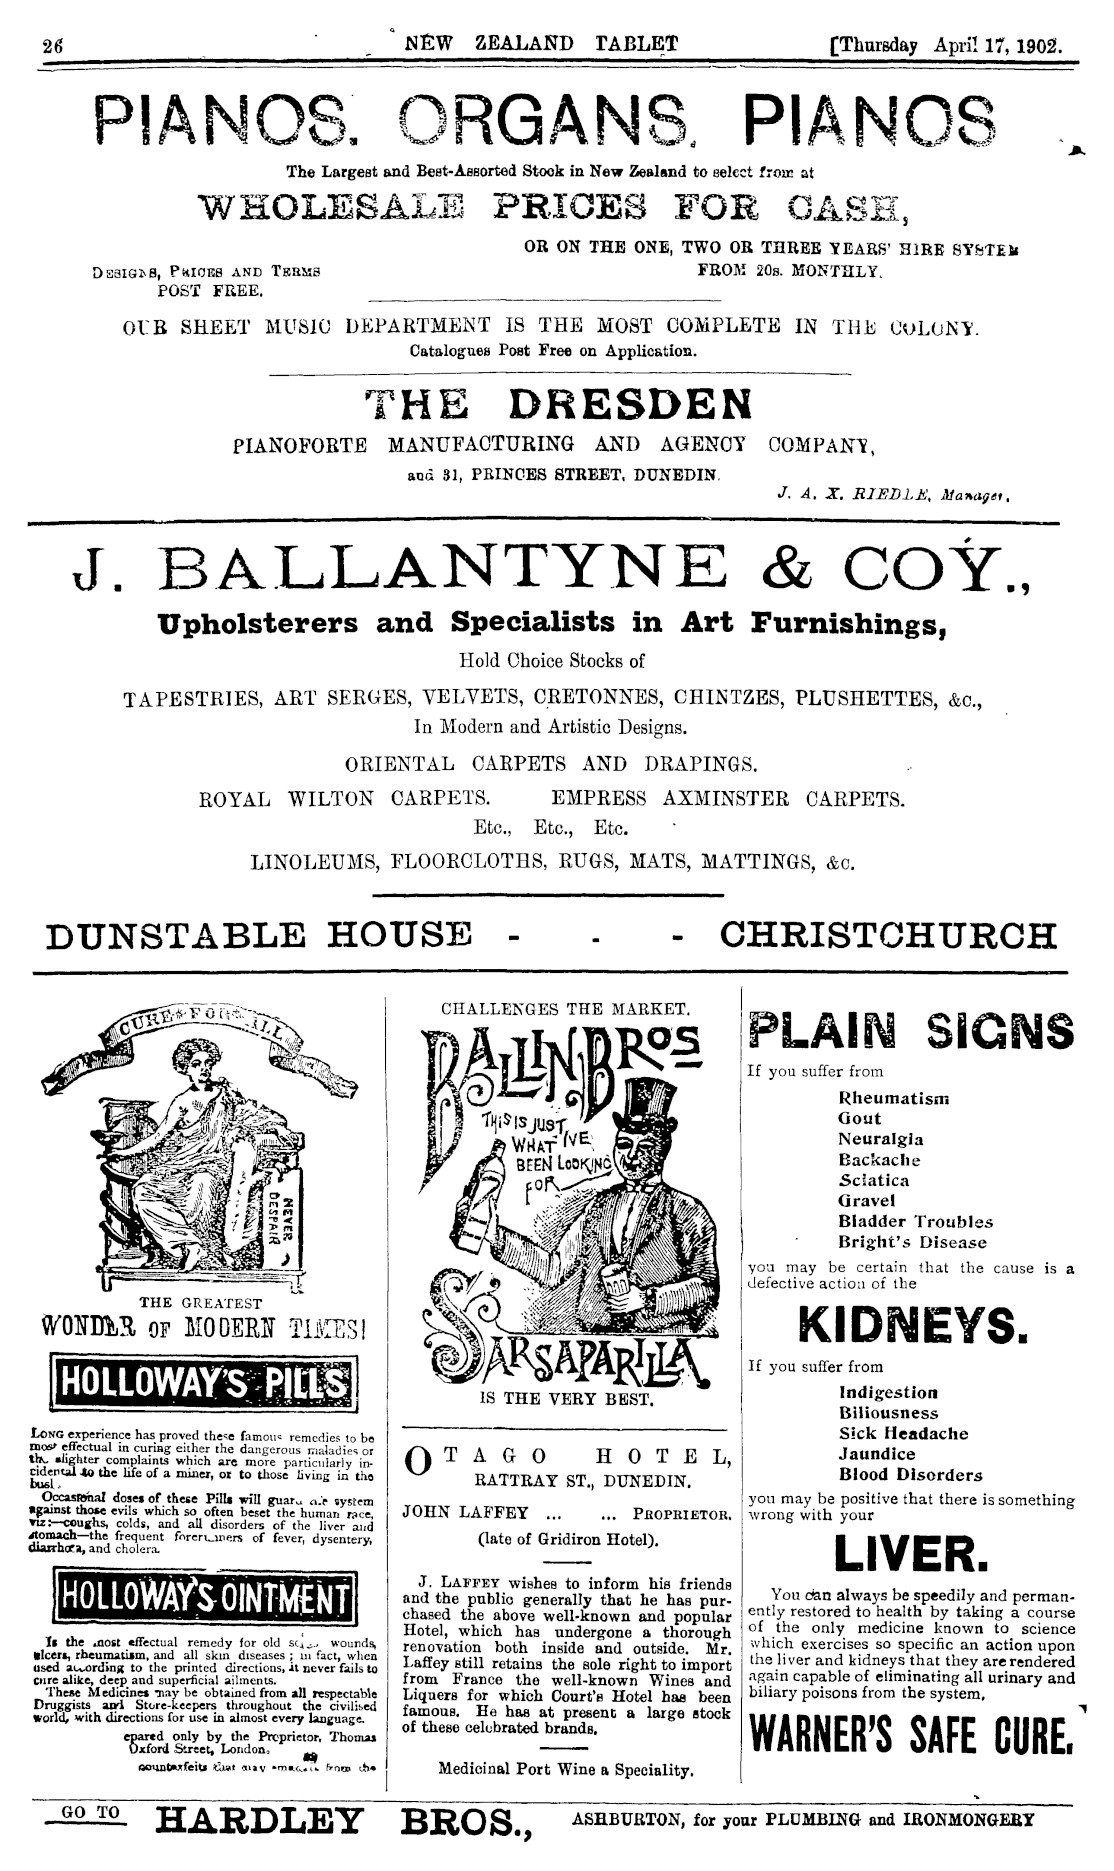 26
NEW ZEALAND TABLET
[Thursday April 17, 1902.
PIANOS. ORGANS. PIANOS
The Largest and Best-Assorted Stock in New Zealand to select from at
WHOLESALE PRICES FOR CASH,
OR ON THE ONE, TWO OR THREE YEARS' HIRE SYSTEM
FROM 20s. MONTHLY.
DESIGNS, PRICES AND TERMS
POST FREE.
OUR SHEET MUSIC DEPARTMENT IS THE MOST COMPLETE IN THE COLONY.
Catalogues Post Free on Application.
THE DRESDEN
PIANOFORTE MANUFACTURING AND AGENCY COMPANY,
and 31, PRINCES STREET, DUNEDIN.
J. A. X. RIEDLE, Manager.
J. BALLANTYNE & COY.,
Upholsterers and Specialists in Art Furnishings,
Hold Choice Stocks of
TAPESTRIES, ART SERGES, VELVETS, CRETONNES, CHINTZES, PLUSHETTES, &c.,
In Modern and Artistic Designs.
ORIENTAL CARPETS AND DRAPINGS.
ROYAL WILTON CARPETS. EMPRESS AXMINSTER CARPETS.
Etc., Etc., Etc.
LINOLEUMS, FLOORCLOTHS, RUGS, MATS, MATTINGS, &c.
DUNSTABLE HOUSE - - - CHRISTCHURCH
CURE FOR ALL
NEVER
DESPAIR
THE GREATEST
WONDER OF MODERN TIMES!
HOLLOWAY'S PILLS
LONG experience has proved these famous remedies to be
most effectual in curing either the dangerous maladies or
the slighter complaints which are more particularly in-
cidental to the life of a miner, or to those living in the
bush.
Occasional doses of these Pills will guard the system
against those evils which so often beset the human race,
viz:—coughs, colds, and all disorders of the liver and
stomach—the frequent forerunners of fever, dysentery,
diarrhœa, and cholera.
HOLLOWAY'S OINTMENT
Is the most effectual remedy for old wounds,
ulcers, rheumatism, and all skin diseases; in fact, when
used according to the printed directions, it never fails to
cure alike, deep and superficial ailments.
These Medicines may be obtained from all respectable
Druggists and Store-keepers throughout the civilised
world, with directions for use in almost every language.
epared only by the Proprietor, Thomas
Oxford Street, London.
counterfeits that may from the
CHALLENGES THE MARKET.
BALLIN BROS
THIS IS JUST
WHAT I'VE
BEEN LOOKING
FOR
SARSAPARILLA
IS THE VERY BEST.
OTAGO HOTEL,
RATTRAY ST., DUNEDIN.
JOHN LAFFEY ... ... PROPRIETOR.
(late of Gridiron Hotel).
J. LAFFEY wishes to inform his friends
and the public generally that he has pur-
chased the above well-known and popular
Hotel, which has undergone a thorough
renovation both inside and outside. Mr.
Laffey still retains the sole right to import
from France the well-known Wines and
Liquers for which Court's Hotel has been
famous. He has at present a large stock
of these celebrated brands.
Medicinal Port Wine a Speciality.
PLAIN SIGNS
If you suffer from
Rheumatism
Gout
Neuralgia
Backache
Sciatica
Gravel
Bladder Troubles
Bright's Disease
you may be certain that the cause is a
defective action of the
KIDNEYS.
If you suffer from
Indigestion
Biliousness
Sick Headache
Jaundice
Blood Disorders
you may be positive that there is something
wrong with your
LIVER.
You can always be speedily and perman-
ently restored to health by taking a course
of the only medicine known to science
which exercises so specific an action upon
the liver and kidneys that they are rendered
again capable of eliminating all urinary and
biliary poisons from the system,
WARNER'S SAFE CURE.
GO TO HARDLEY BROS., ASHBURTON, for your PLUMBING and IRONMONGERY